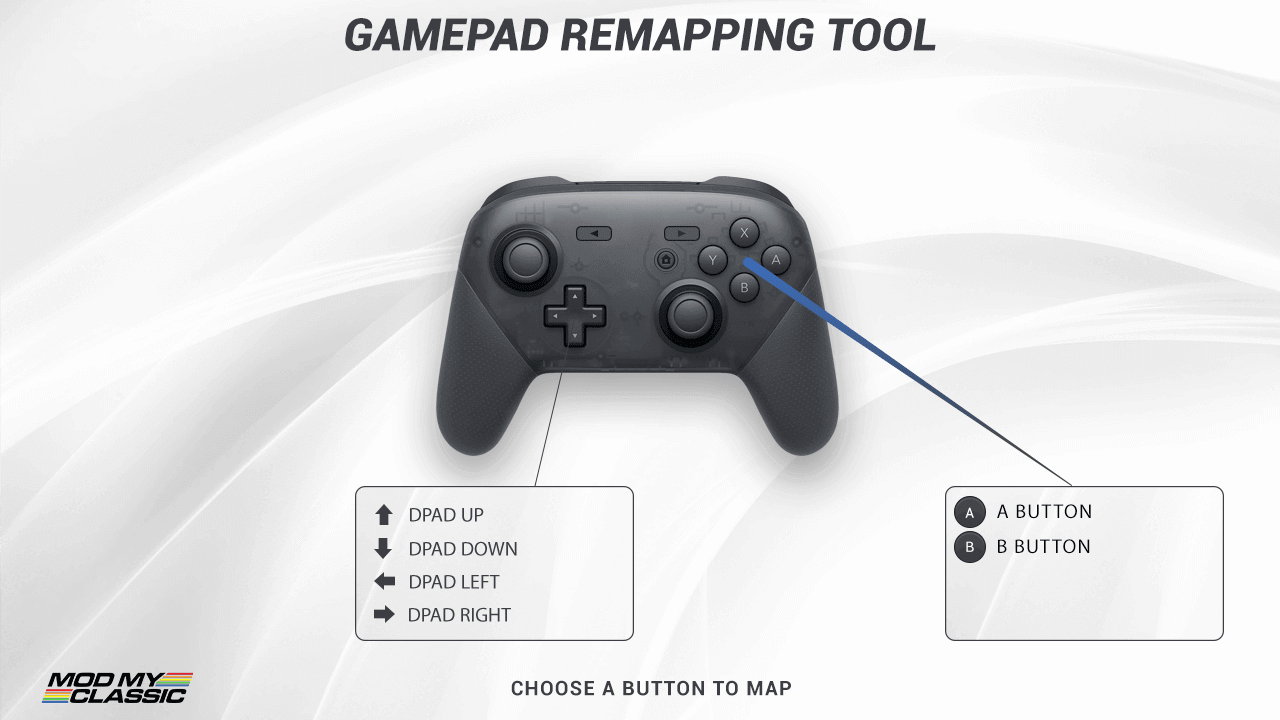 GAMEPAD REMAPPING TOOL
X
Y
A
B
DPAD UP
DPAD DOWN
DPAD LEFT
DPAD RIGHT
A A BUTTON
B B BUTTON
MOD MY
CLASSIC
CHOOSE A BUTTON TO MAP